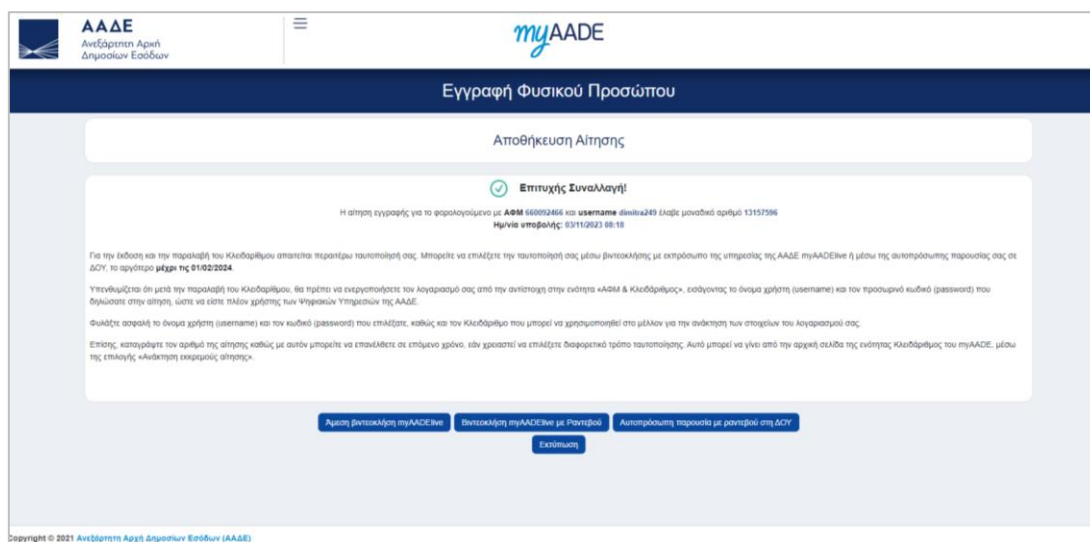 ΑΑΔΕ
Ανεξάρτητη Αρχή
Δημοσίων Εσόδων
myAADE
Εγγραφή Φυσικού Προσώπου
Αποθήκευση Αίτησης
Επιτυχής Συναλλαγή!
Η αίτηση εγγραφής για το φορολογούμενο με ΑΦΜ 660092466 και username dimitra249 έλαβε μοναδικό αριθμό 13157596
Ημ/νία υποβολής: 03/11/2023 08:18
Για την έκδοση και την παραλαβή του Κλειδαρίθμου απαιτείται περαιτέρω ταυτοποίησή σας. Μπορείτε να επιλέξετε την ταυτοποίησή σας μέσω βιντεοκλήσης με εκπρόσωπο της υπηρεσίας της ΑΑΔΕ myAADElive ή μέσω της αυτοπρόσωπης παρουσίας σας σε
ΔΟΥ, το αργότερο μέχρι τις 01/02/2024.
Υπενθυμίζεται ότι μετά την παραλαβή του Κλειδαρίθμου, θα πρέπει να ενεργοποιήσετε τον λογαριασμό σας από την αντίστοιχη στην ενότητα «ΑΦΜ & Κλειδάριθμος», εισάγοντας το όνομα χρήστη (username) και τον προσωρινό κωδικό (password) που
δηλώσατε στην αίτηση, ώστε να είστε πλέον χρήστης των Ψηφιακών Υπηρεσιών της ΑΑΔΕ.
Φυλάξτε ασφαλή το όνομα χρήστη (username) και τον κωδικό (password) που επιλέξατε, καθώς και τον Κλειδάριθμο που μπορεί να χρησιμοποιηθεί στο μέλλον για την ανάκτηση των στοιχείων του λογαριασμού σας.
Επίσης, καταγράψτε τον αριθμό της αίτησης καθώς με αυτόν μπορείτε να επανέλθετε σε επόμενο χρόνο, εάν χρειαστεί να επιλέξετε διαφορετικό τρόπο ταυτοποίησης. Αυτό μπορεί να γίνει από την αρχική σελίδα της ενότητας Κλειδάριθμος του myAADE, μέσω
της επιλογής «Ανάκτηση εκκρεμούς αίτησης».
Άμεση βιντεοκλήση myAADElive
Βιντεοκλήση myAADElive με Ραντεβού
Αυτοπρόσωπη παρουσία με ραντεβού στη ΔΟΥ
Εκτύπωση
Copyright © 2021 Ανεξάρτητη Αρχή Δημοσίων Εσόδων (ΑΑΔΕ)